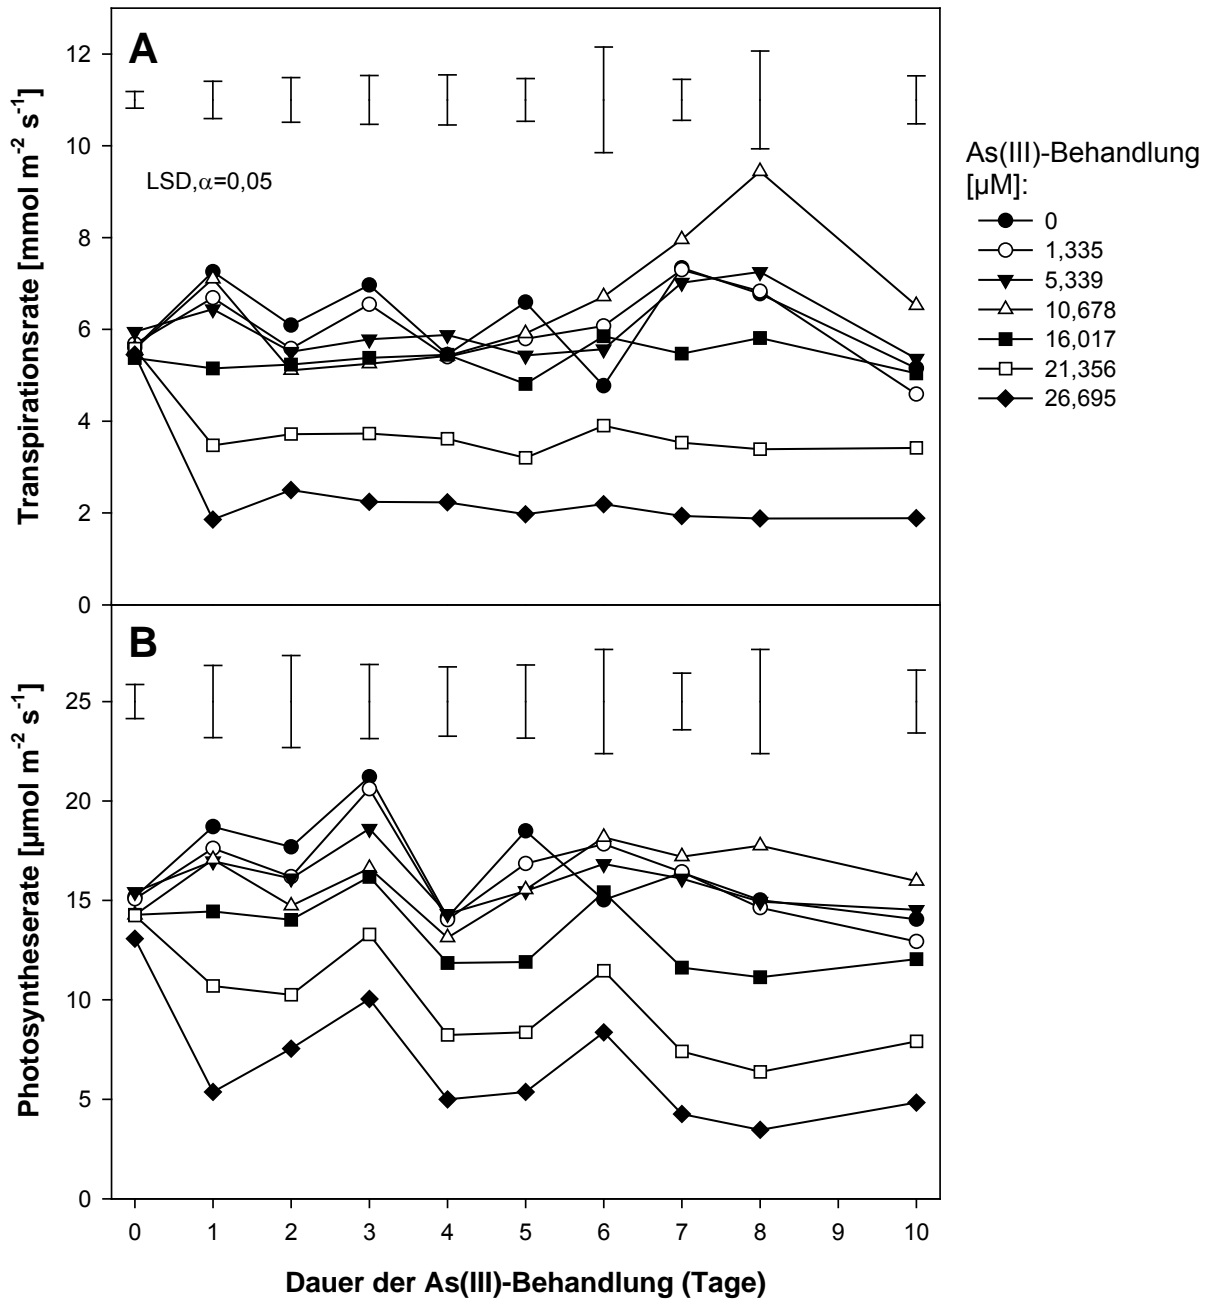 A
Transpirationsrate [mmol m-2 s-1]
12
10
8
6
4
2
0
LSD,α=0,05
As(III)-Behandlung
[µM]:
0
1,335
5,339
10,678
16,017
21,356
26,695
B
Photosyntheserate [µmol m-2 s-1]
25
20
15
10
5
0
0 1 2 3 4 5 6 7 8 9 10
Dauer der As(III)-Behandlung (Tage)